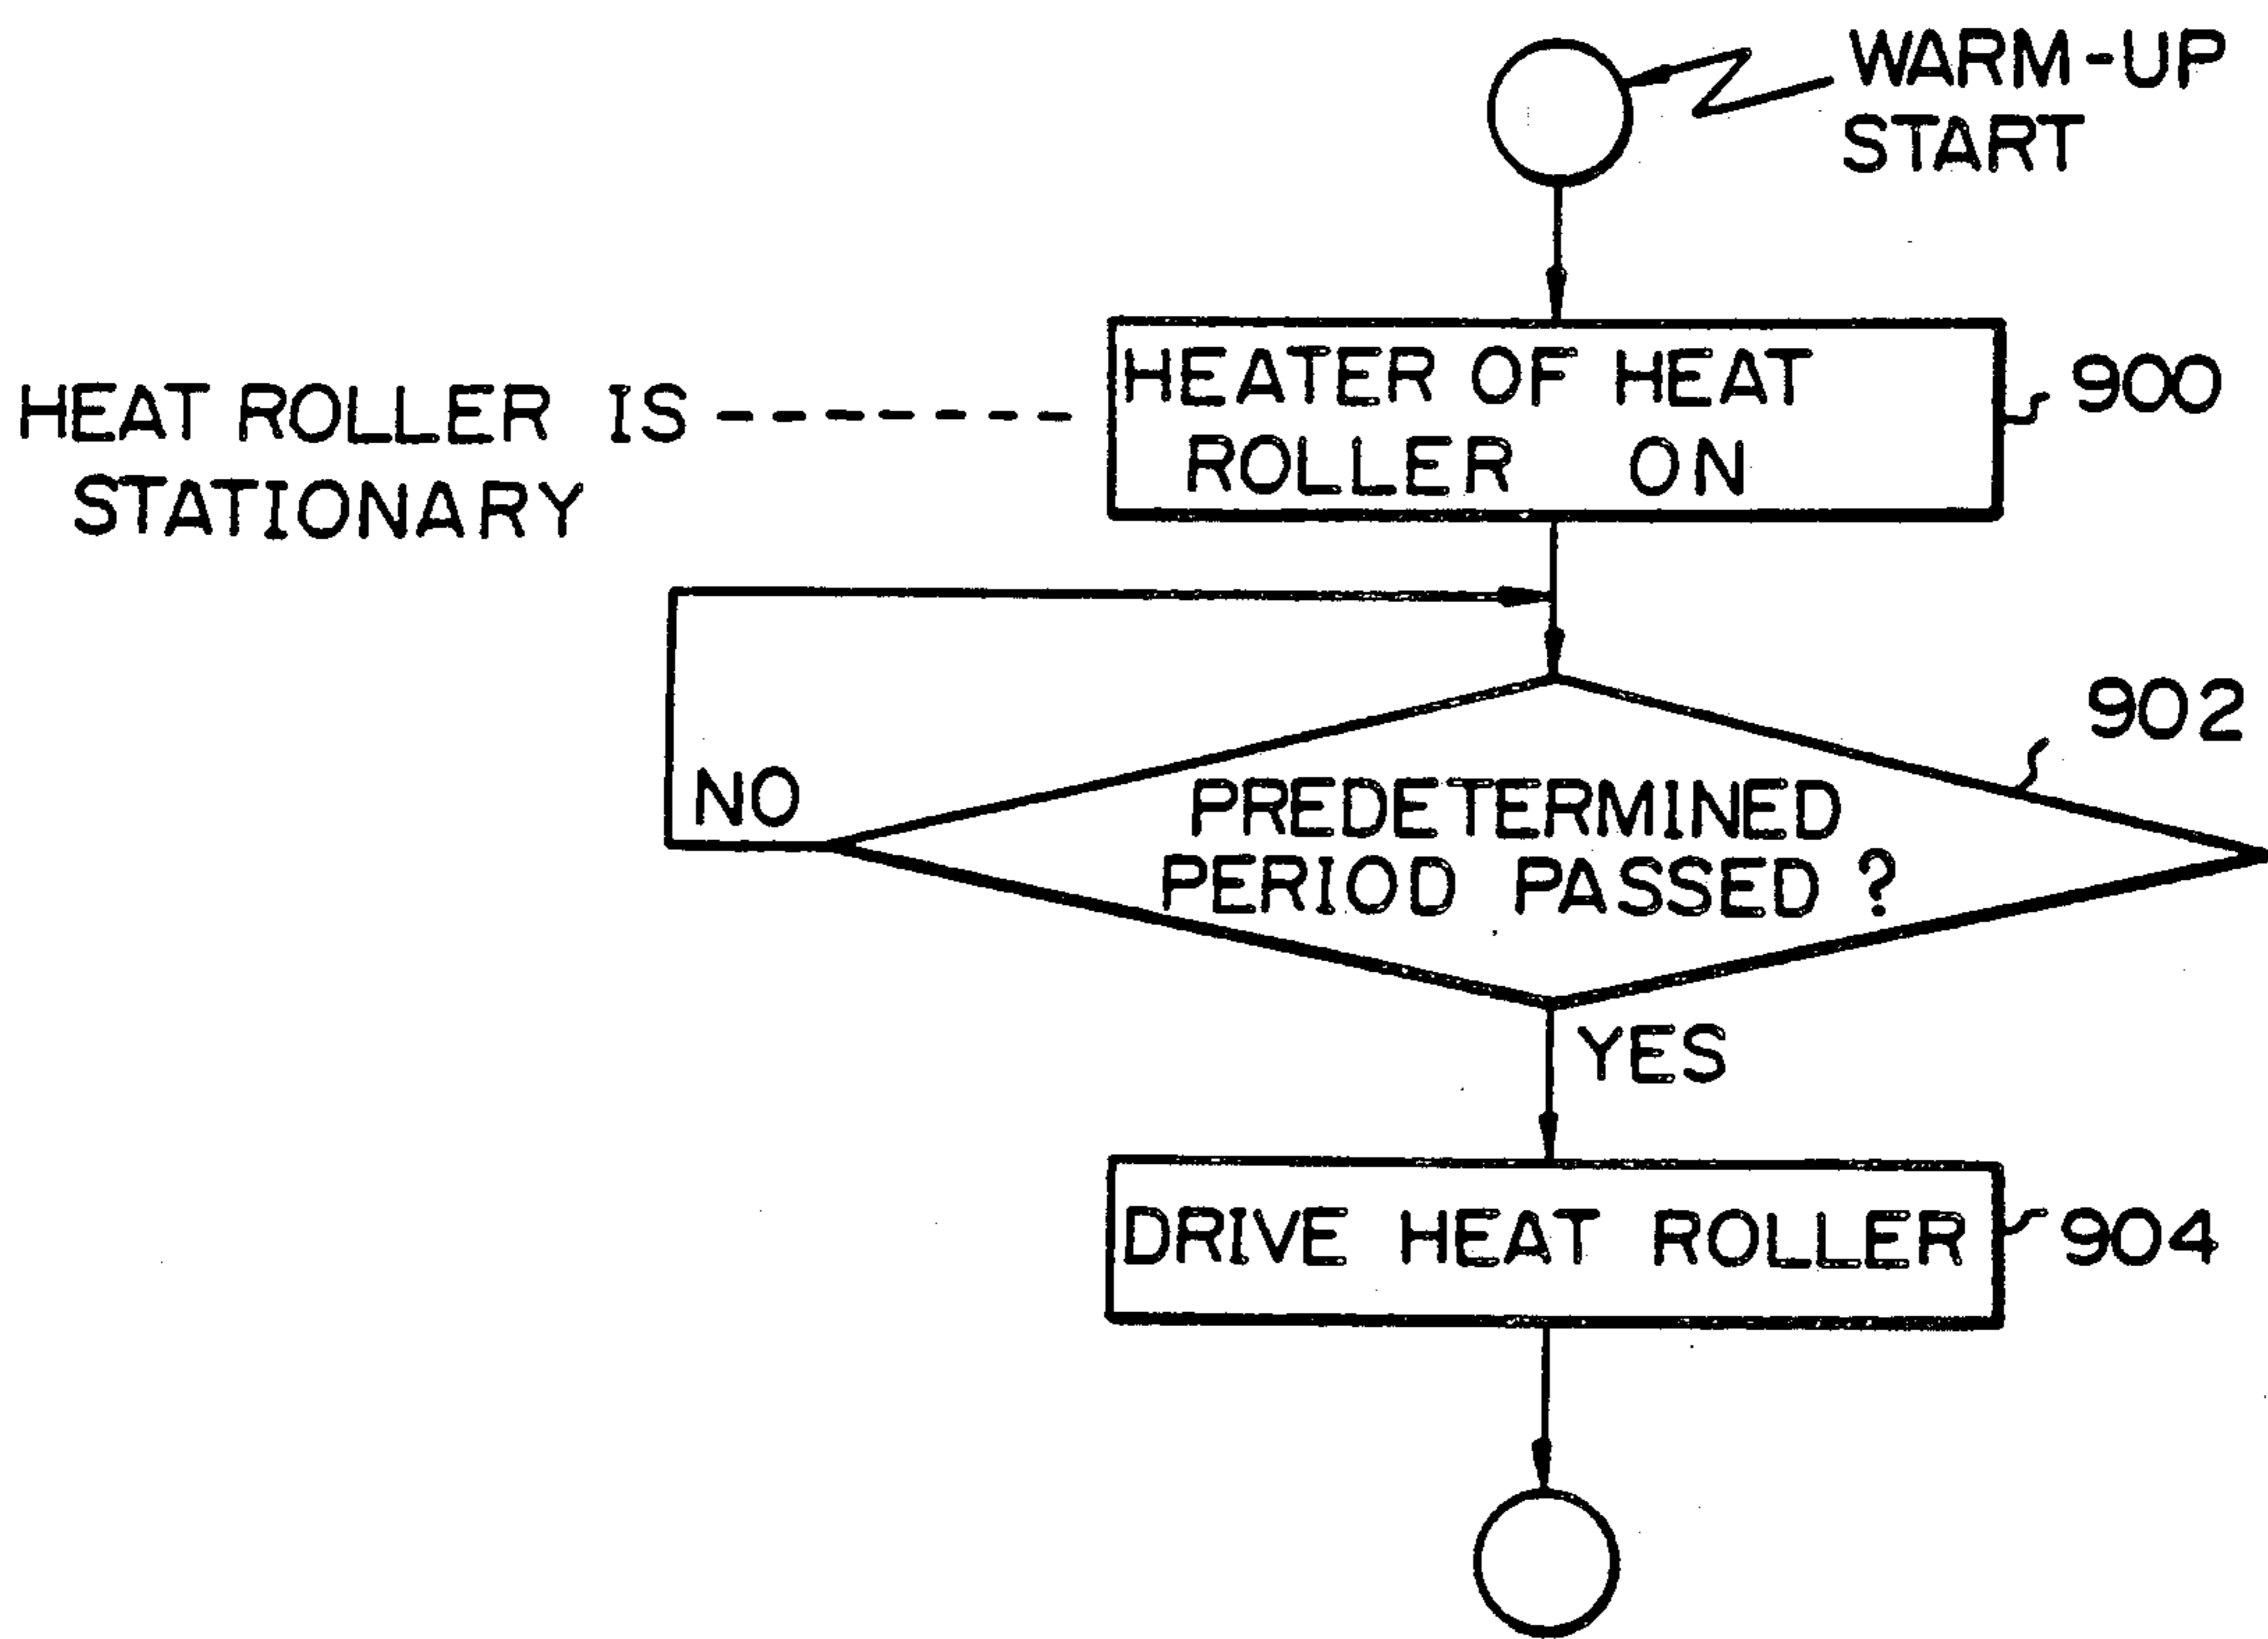 WARM-UP
START
HEATER OF HEAT
ROLLER ON
900
HEAT ROLLER IS
STATIONARY
902
NO
PREDETERMINED
PERIOD PASSED ?
YES
DRIVE HEAT ROLLER
904